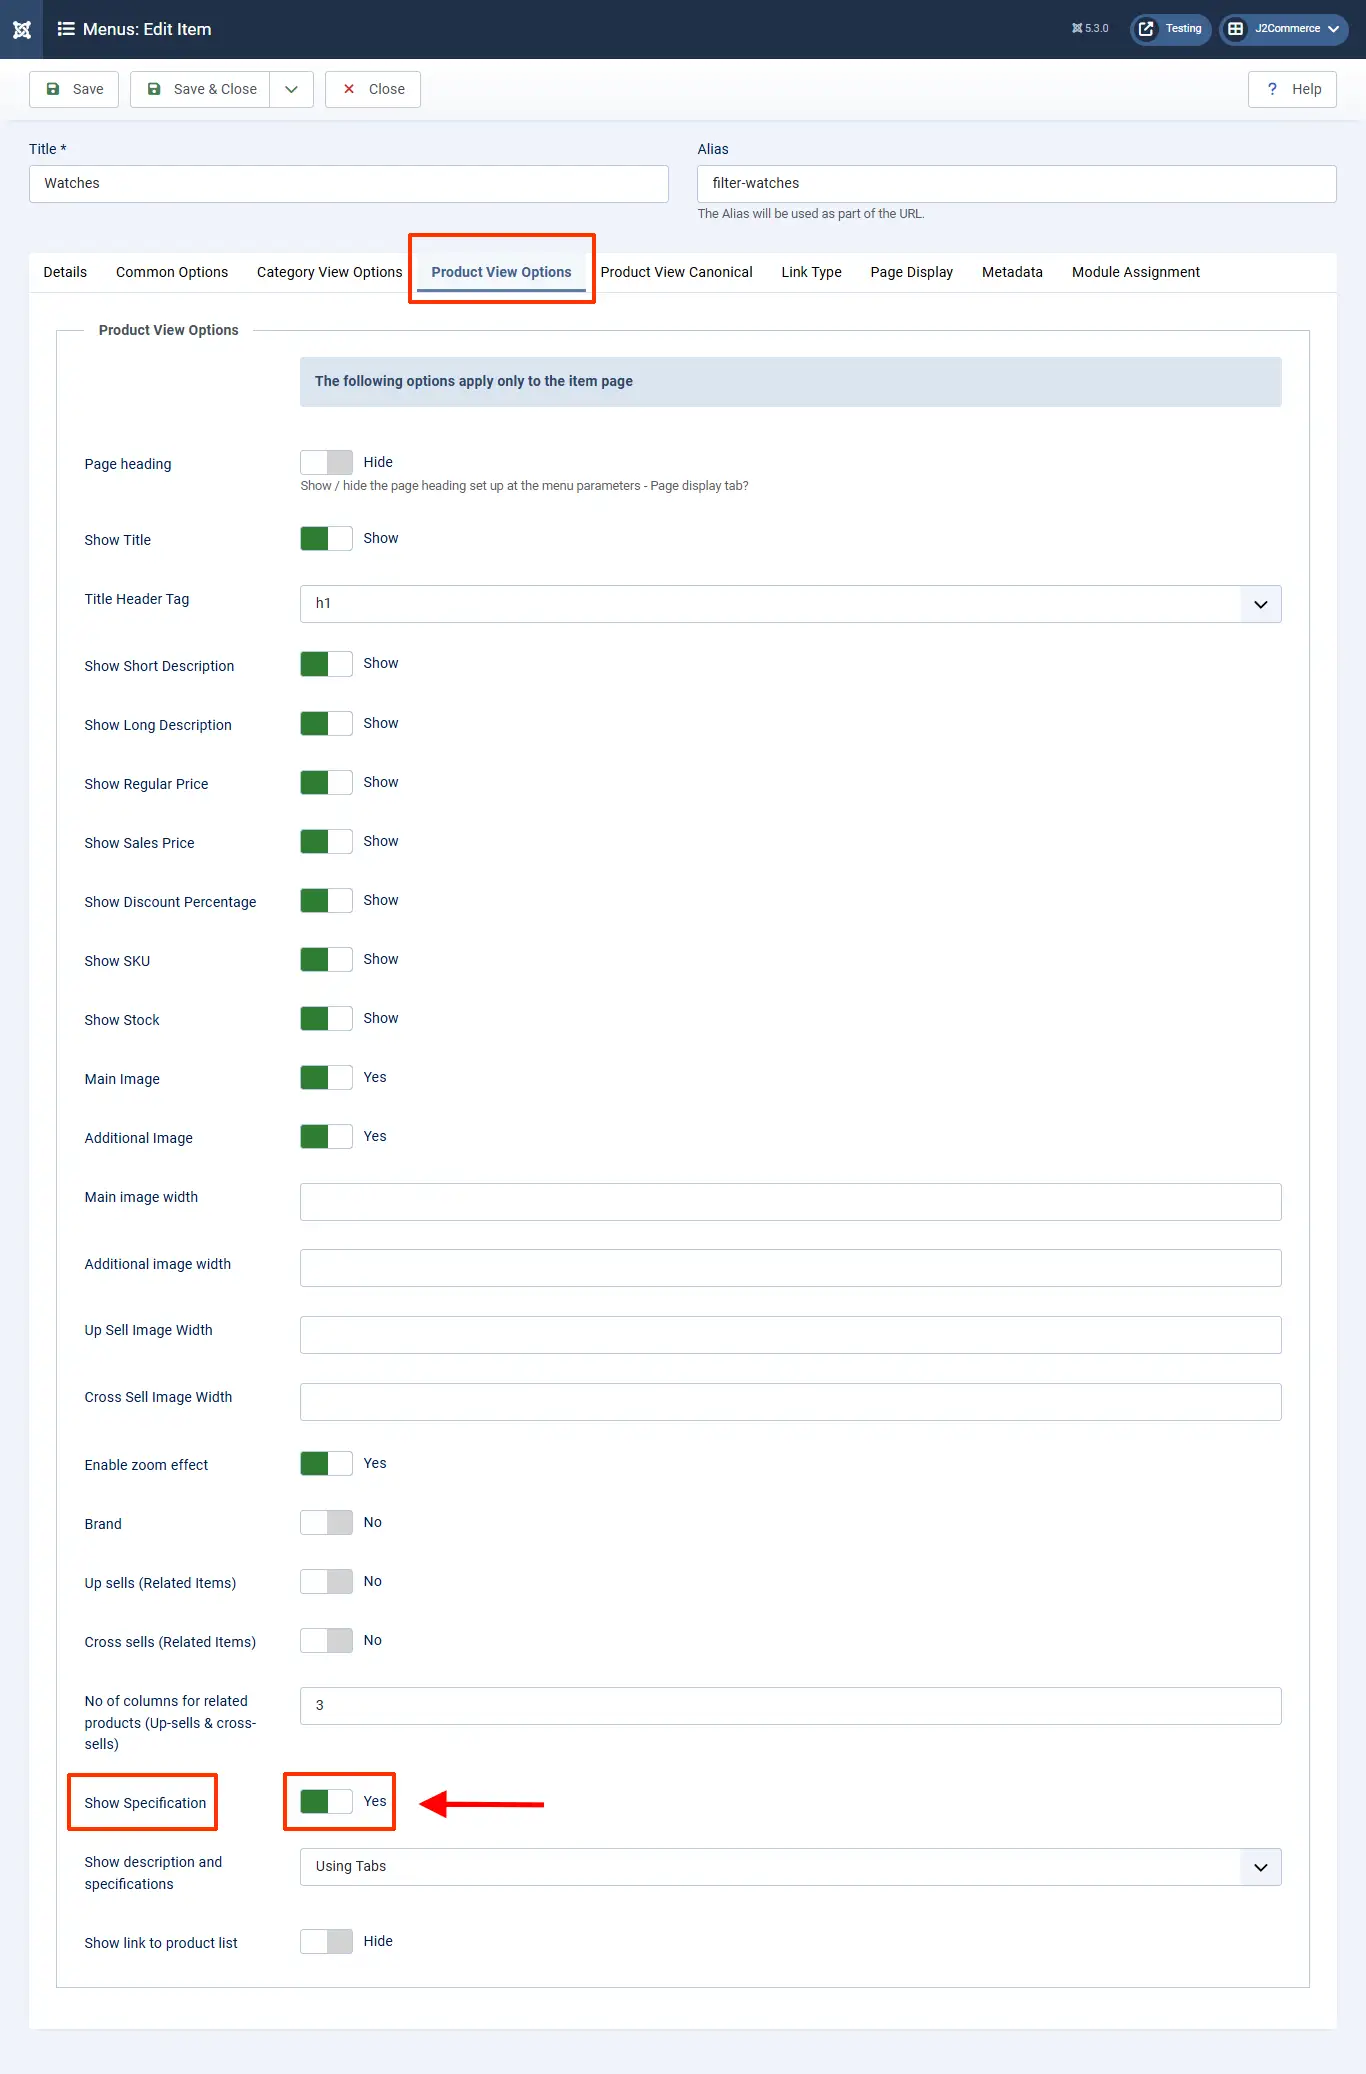 Menus: Edit Item
5.3.0
Testing
J2Commerce
Save
Save & Close
Close
? Help
Title *
Alias
Watches
filter-watches
The Alias will be used as part of the URL.
Details
Common Options
Category View Options
Product View Options
Product View Canonical
Link Type
Page Display
Metadata
Module Assignment
Product View Options
The following options apply only to the item page
Page heading
Hide
Show / hide the page heading set up at the menu parameters - Page display tab?
Show Title
Show
Title Header Tag
h1
Show Short Description
Show
Show Long Description
Show
Show Regular Price
Show
Show Sales Price
Show
Show Discount Percentage
Show
Show SKU
Show
Show Stock
Show
Main Image
Yes
Additional Image
Yes
Main image width
Additional image width
Up Sell Image Width
Cross Sell Image Width
Enable zoom effect
Yes
Brand
No
Up sells (Related Items)
No
Cross sells (Related Items)
No
No of columns for related
products (Up-sells & cross-
sells)
3
Show Specification
Yes
Show description and
specifications
Using Tabs
Show link to product list
Hide